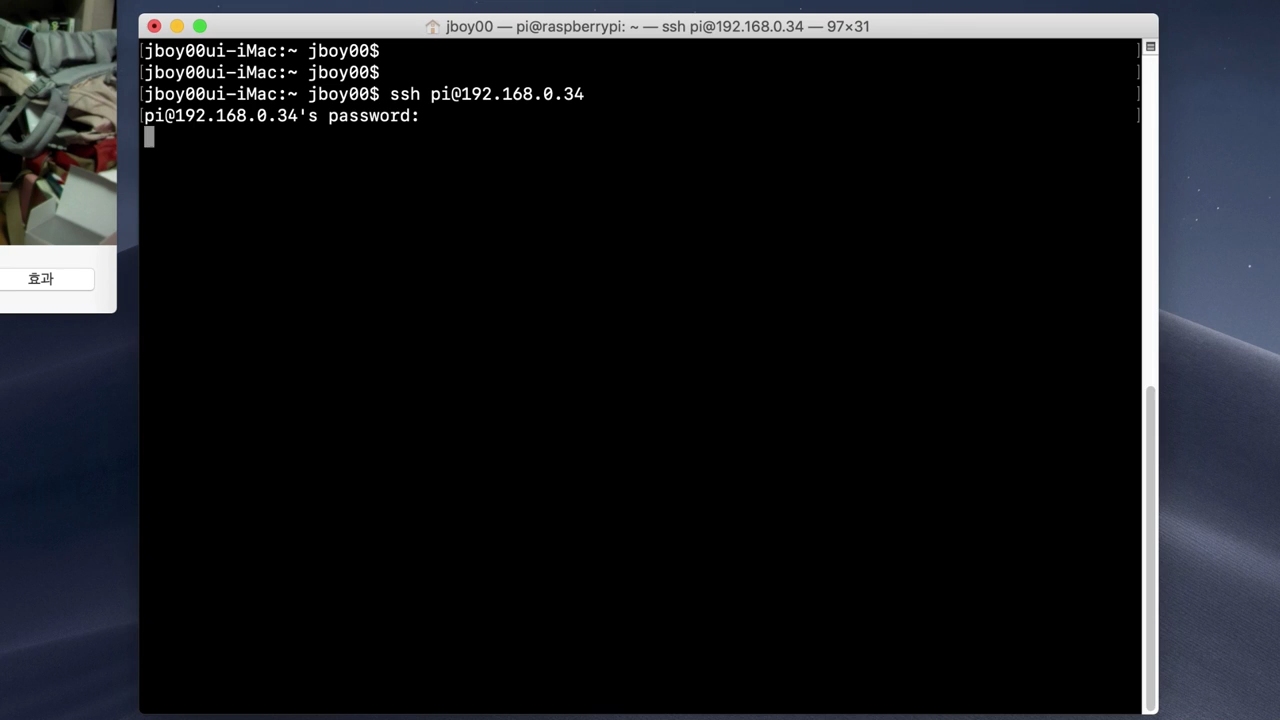 jboy00 — pi@raspberrypi: ~ — ssh pi@192.168.0.34 — 97×31
[jboy00ui-iMac:~ jboy00$ ]
[jboy00ui-iMac:~ jboy00$ ]
[jboy00ui-iMac:~ jboy00$ ssh pi@192.168.0.34 ]
[pi@192.168.0.34's password: ]
효과